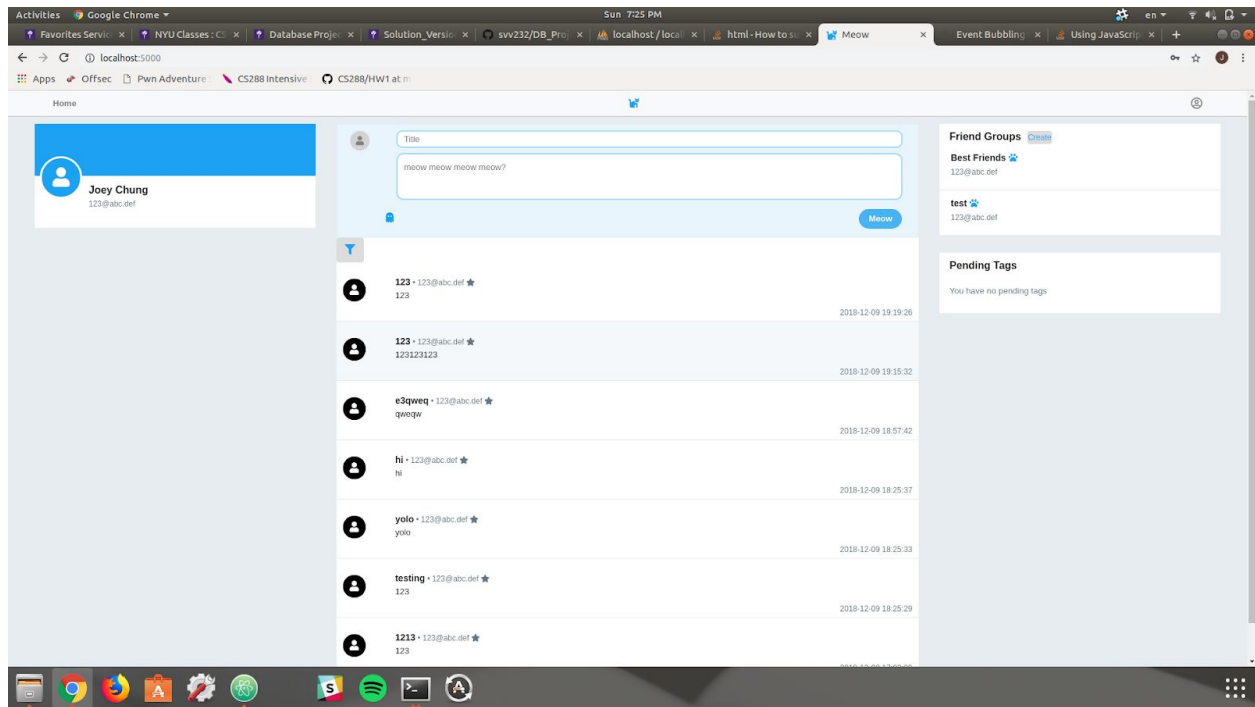 Activities Google Chrome Sun 7:25 PM en
Favorites Servic NYU Classes : CS Database Projec Solution_Versio svv232/DB_Proj localhost / local html - How to su Meow Event Bubbling Using JavaScrip
localhost:5000
Apps Offsec Pwn Adventure CS288 Intensive CS288/HW1 at m
Home
Joey Chung
123@abc.def
Title
meow meow meow meow?
Meow
123 • 123@abc.def
123
2018-12-09 19:19:26
123 • 123@abc.def
123123123
2018-12-09 19:15:32
e3qweq • 123@abc.def
qweqw
2018-12-09 18:57:42
hi • 123@abc.def
hi
2018-12-09 18:25:37
yolo • 123@abc.def
yolo
2018-12-09 18:25:33
testing • 123@abc.def
123
2018-12-09 18:25:29
1213 • 123@abc.def
123
Friend Groups Create
Best Friends
123@abc.def
test
123@abc.def
Pending Tags
You have no pending tags